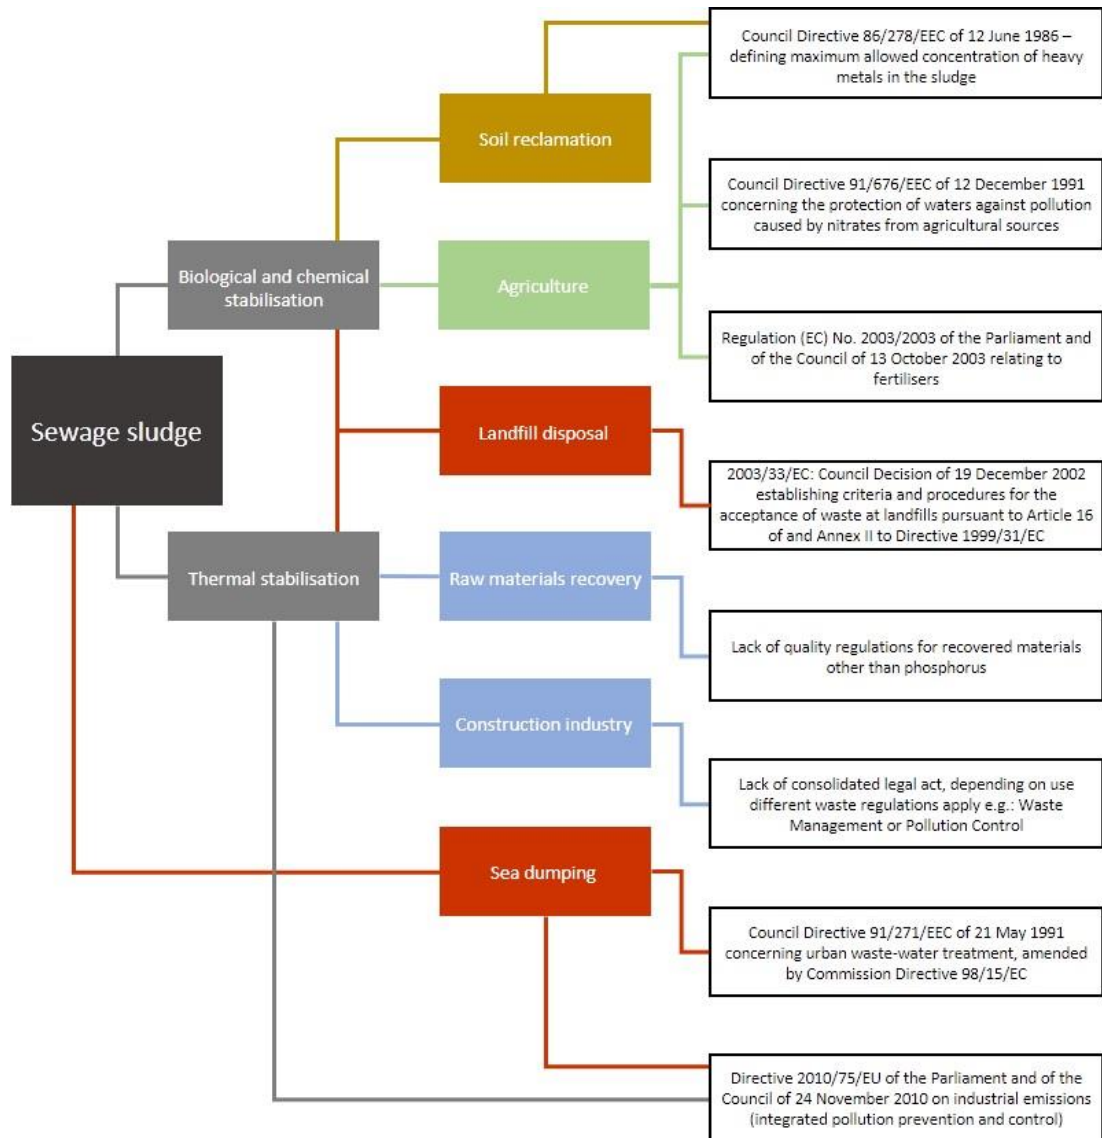 Council Directive 86/278/EEC of 12 June 1986 –
defining maximum allowed concentration of heavy
metals in the sludge
Soil reclamation
Council Directive 91/676/EEC of 12 December 1991
concerning the protection of waters against pollution
caused by nitrates from agricultural sources
Biological and chemical
stabilisation
Agriculture
Regulation (EC) No. 2003/2003 of the Parliament and
of the Council of 13 October 2003 relating to
fertilisers
Sewage sludge
Landfill disposal
2003/33/EC: Council Decision of 19 December 2002
establishing criteria and procedures for the
acceptance of waste at landfills pursuant to Article 16
of and Annex II to Directive 1999/31/EC
Thermal stabilisation
Raw materials recovery
Lack of quality regulations for recovered materials
other than phosphorus
Construction industry
Lack of consolidated legal act, depending on use
different waste regulations apply e.g.: Waste
Management or Pollution Control
Sea dumping
Council Directive 91/271/EEC of 21 May 1991
concerning urban waste-water treatment, amended
by Commission Directive 98/15/EC
Directive 2010/75/EU of the Parliament and of the
Council of 24 November 2010 on industrial emissions
(integrated pollution prevention and control)